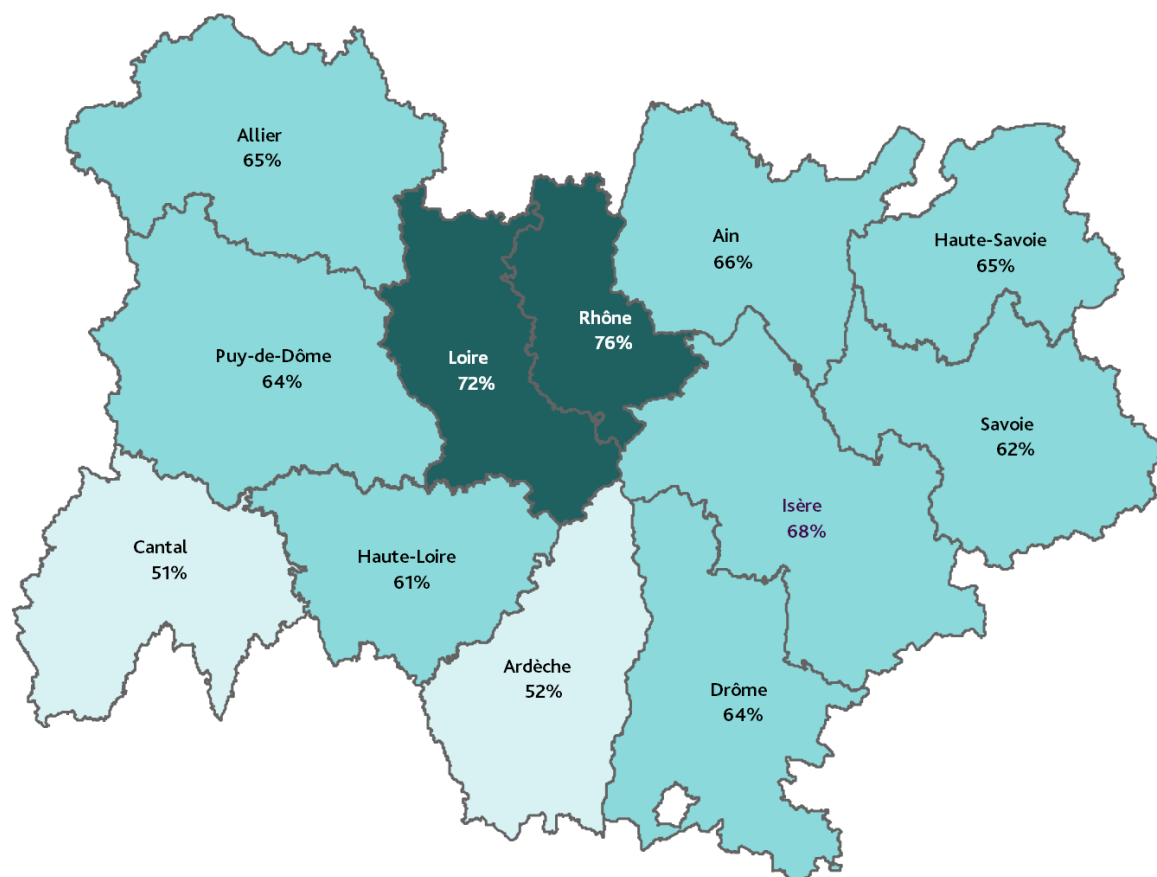 Allier
65%
Ain
66%
Haute-Savoie
65%
Rhône
76%
Puy-de-Dôme
64%
Loire
72%
Savoie
62%
Isère
68%
Cantal
51%
Haute-Loire
61%
Ardèche
52%
Drôme
64%